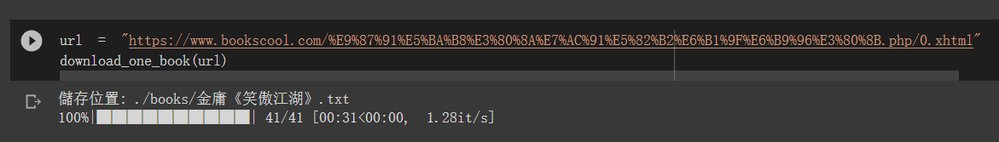 url = "https://www.bookscool.com/%E9%87%91%E5%BA%B8%E3%80%8A%E7%AC%91%E5%82%B2%E6%B1%9F%E6%B9%96%E3%80%8B.php/0.xhtml"
download_one_book(url)
儲存位置: ./books/金庸《笑傲江湖》.txt
100%|██████████| 41/41 [00:31<00:00, 1.28it/s]